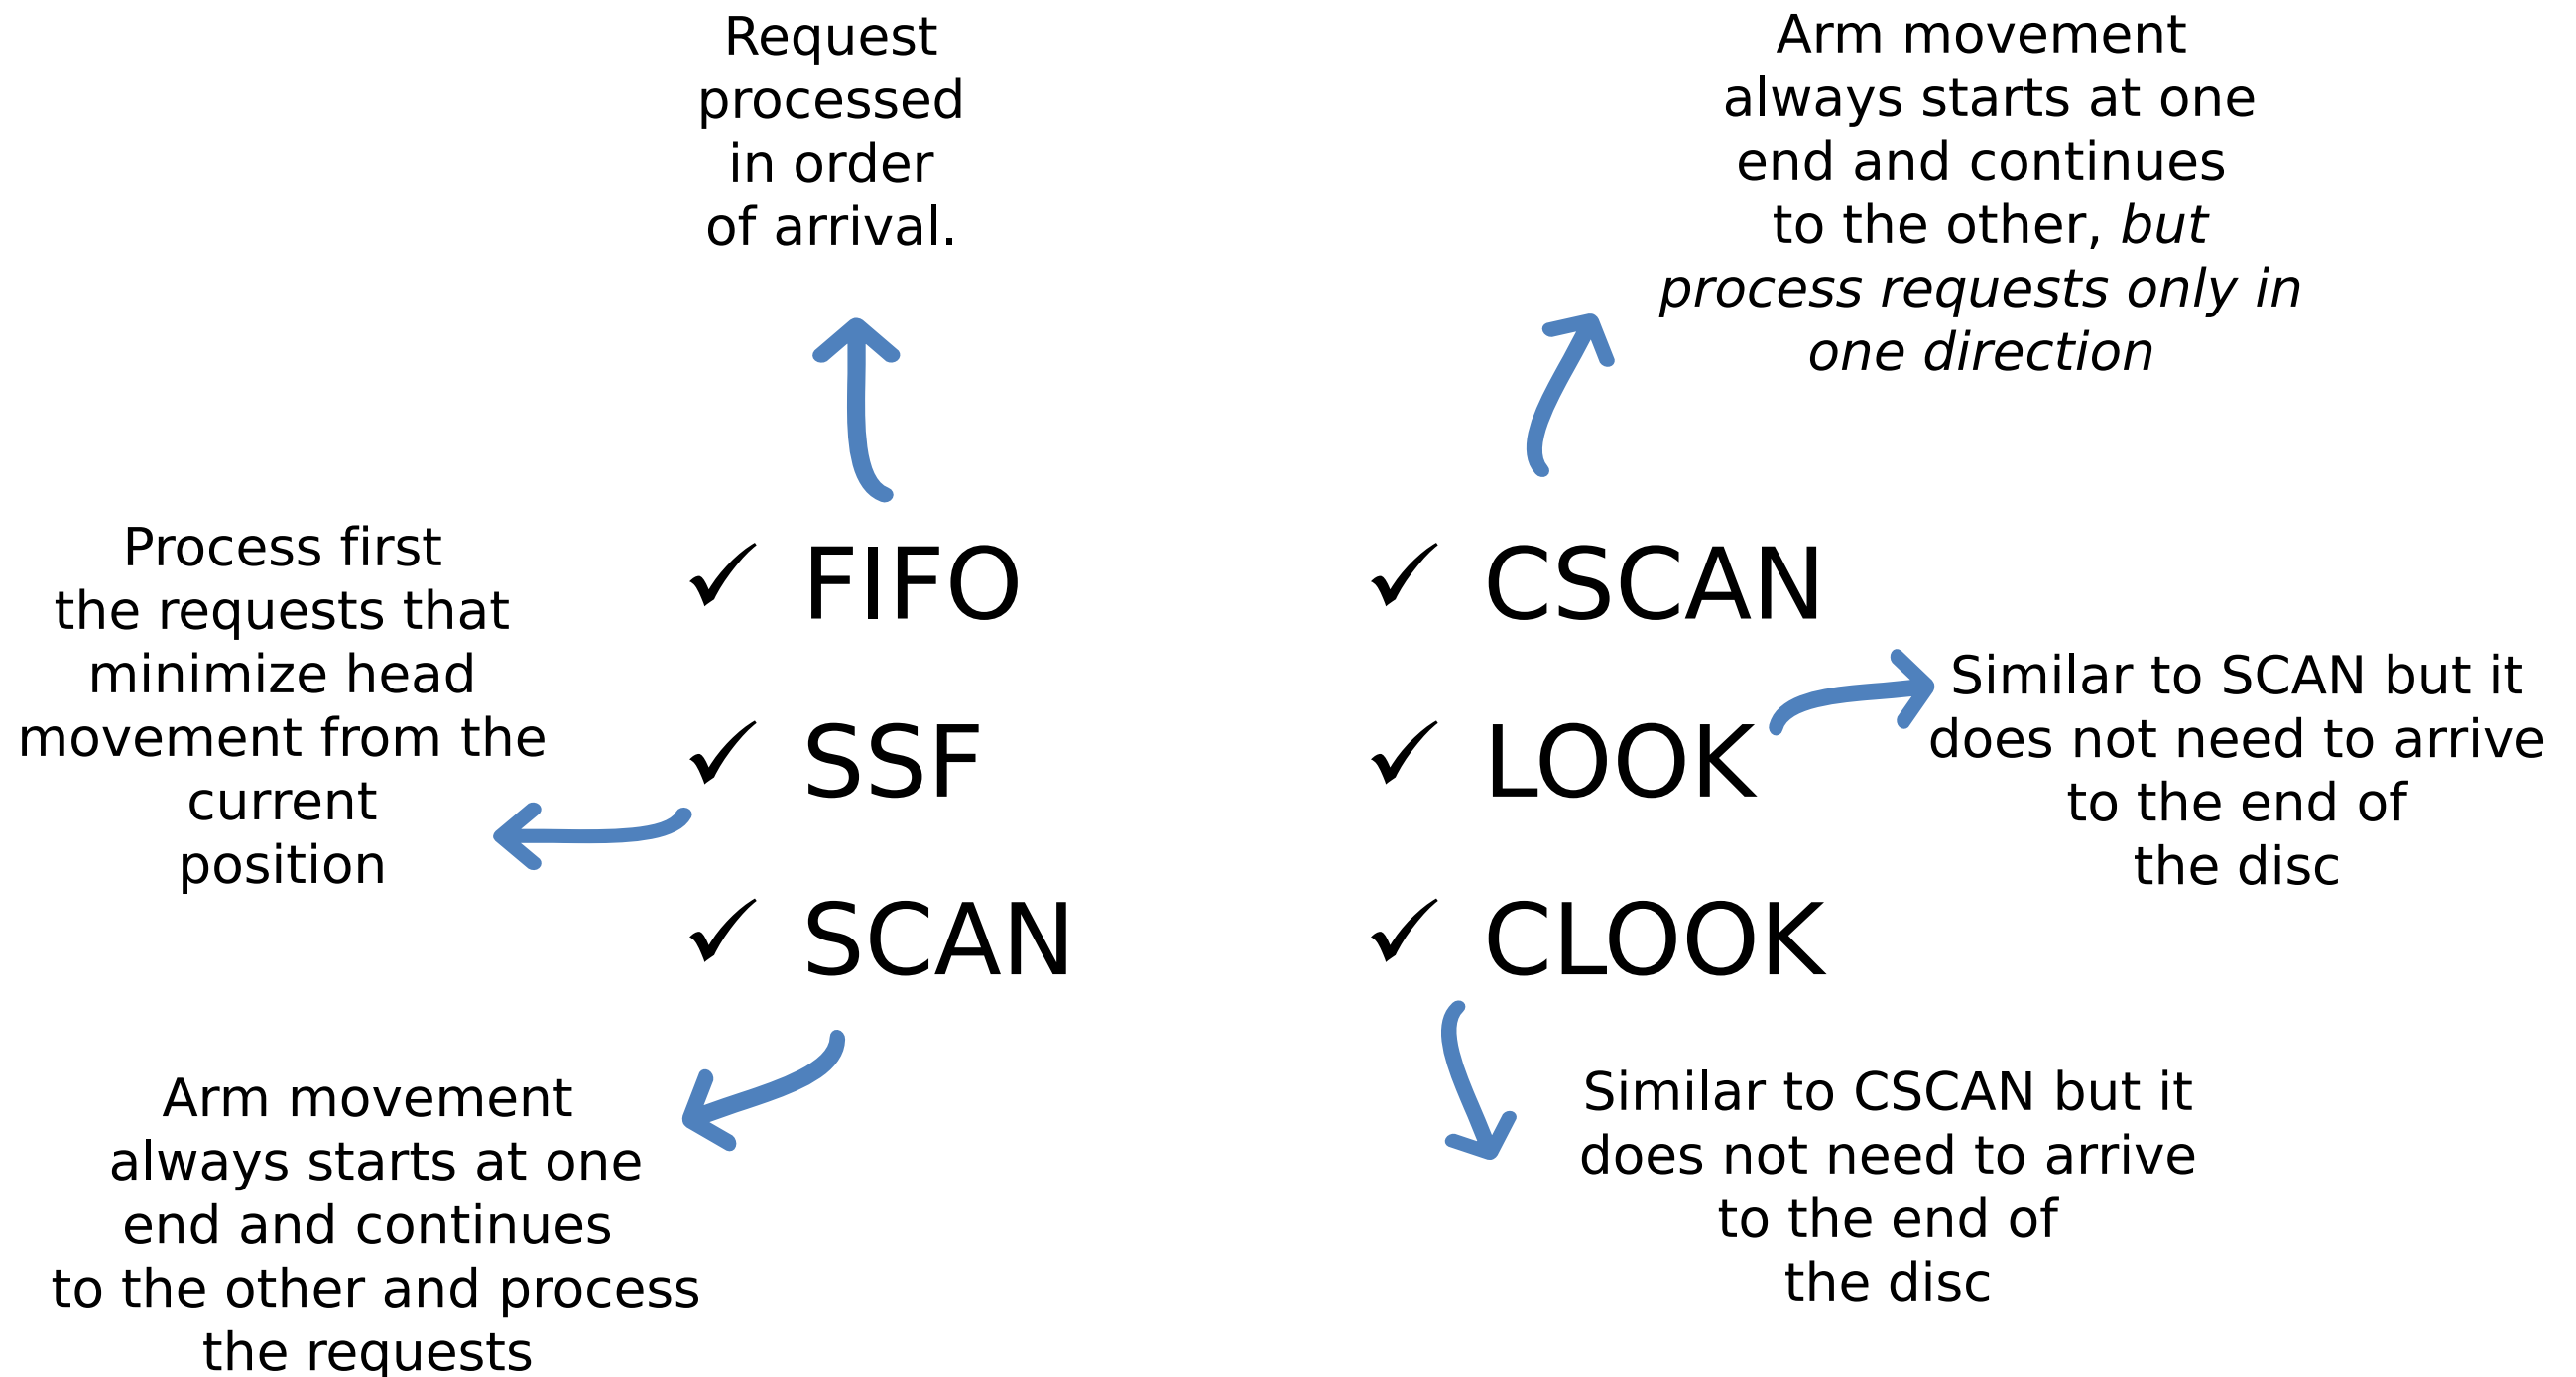 Request
processed
in order
of arrival.
Arm movement
always starts at one
end and continues
to the other, but
process requests only in
one direction
Process first
the requests that
minimize head
movement from the
current
position
✓ FIFO
✓ SSF
✓ SCAN
✓ CSCAN
✓ LOOK
✓ CLOOK
Similar to SCAN but it
does not need to arrive
to the end of
the disc
Arm movement
always starts at one
end and continues
to the other and process
the requests
Similar to CSCAN but it
does not need to arrive
to the end of
the disc